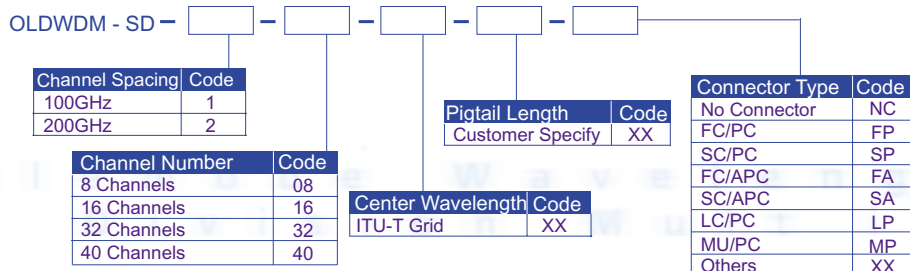 OLDWDM - SD – – – – –
Channel Spacing Code
100GHz 1
200GHz 2
Channel Number Code
8 Channels 08
16 Channels 16
32 Channels 32
40 Channels 40
Center Wavelength Code
ITU-T Grid XX
Pigtail Length Code
Customer Specify XX
Connector Type Code
No Connector NC
FC/PC FP
SC/PC SP
FC/APC FA
SC/APC SA
LC/PC LP
MU/PC MP
Others XX